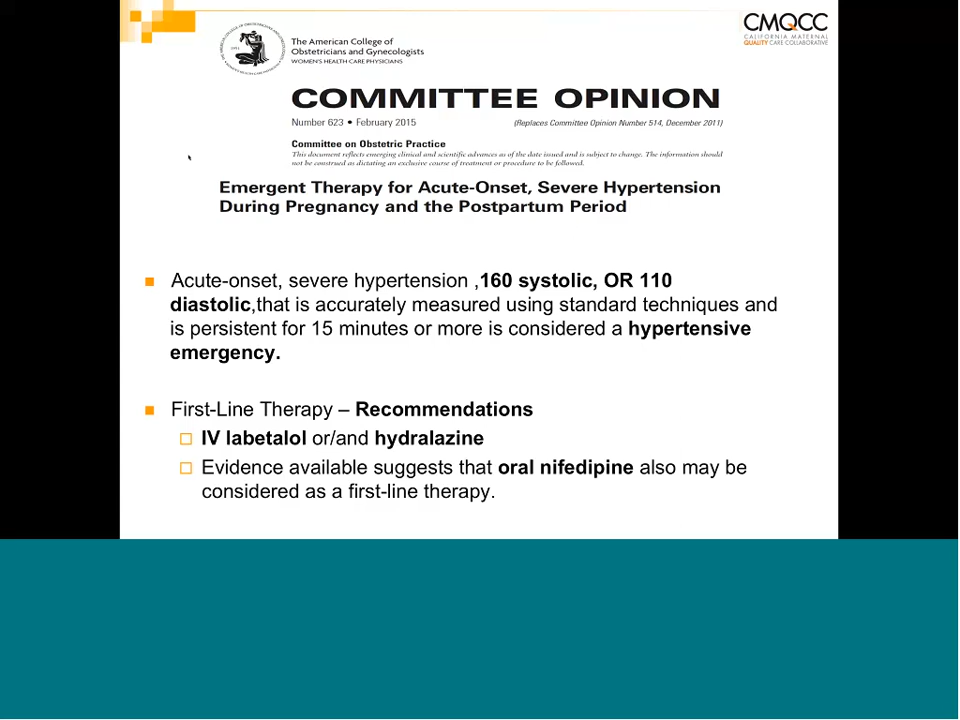 CMQCC
CALIFORNIA MATERNAL
QUALITY CARE COLLABORATIVE
The American College of
Obstetricians and Gynecologists
WOMEN'S HEALTH CARE PHYSICIANS
COMMITTEE OPINION
Number 623 • February 2015
(Replaces Committee Opinion Number 514, December 2011)
Committee on Obstetric Practice
This document reflects emerging clinical and scientific advances as of the date issued and is subject to change. The information should
not be construed as dictating an exclusive course of treatment or procedure to be followed.
Emergent Therapy for Acute-Onset, Severe Hypertension
During Pregnancy and the Postpartum Period
Acute-onset, severe hypertension ,160 systolic, OR 110
diastolic,that is accurately measured using standard techniques and
is persistent for 15 minutes or more is considered a hypertensive
emergency.
First-Line Therapy – Recommendations
IV labetalol or/and hydralazine
Evidence available suggests that oral nifedipine also may be
considered as a first-line therapy.